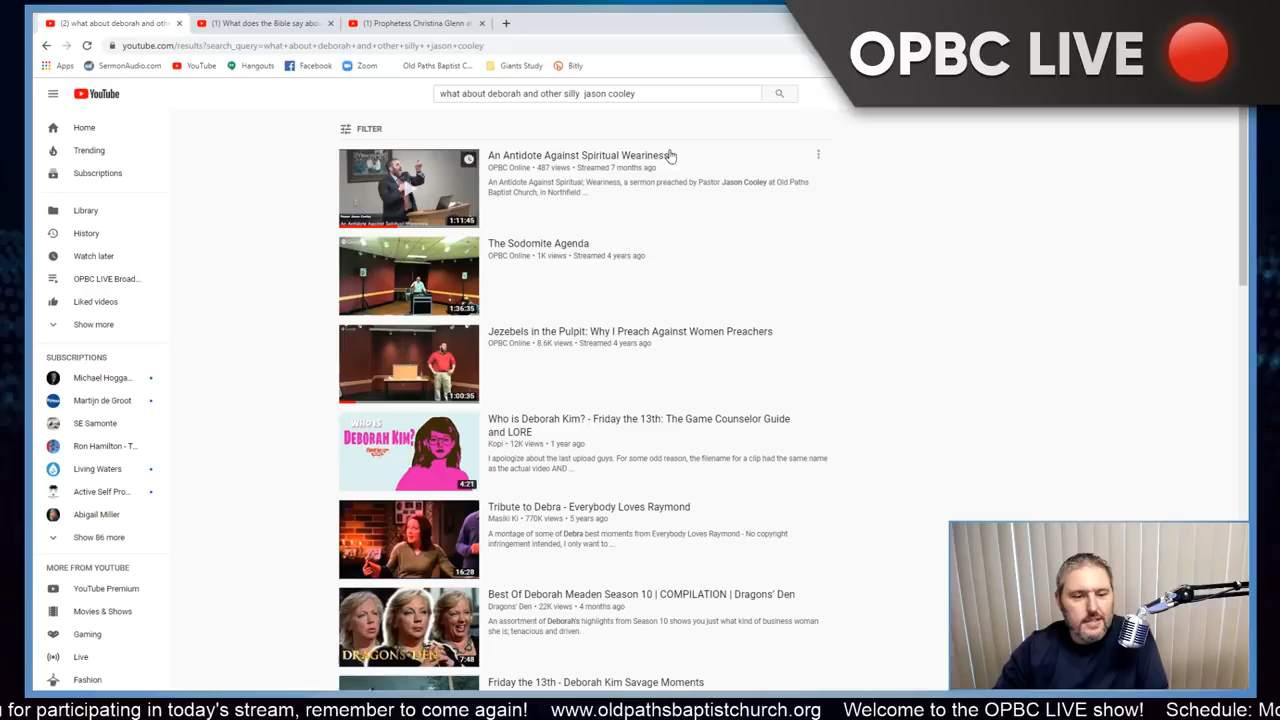 (2) what about deborah and othe
(1) What does the Bible say abou
(1) Prophetess Christina Glenn a
OPBC LIVE
youtube.com/results?search_query=what+about+deborah+and+other+silly++jason+cooley
Apps
SermonAudio.com
YouTube
Hangouts
Facebook
Zoom
Old Paths Baptist C...
Giants Study
Bitly
YouTube
what about deborah and other silly jason cooley
Home
Trending
Subscriptions
Library
History
Watch later
OPBC LIVE Broad...
Liked videos
Show more
SUBSCRIPTIONS
Michael Hogga...
Martijn de Groot
SE Samonte
Ron Hamilton - T...
Living Waters
Active Self Pro...
Abigail Miller
Show 86 more
MORE FROM YOUTUBE
YouTube Premium
Movies & Shows
Gaming
Live
Fashion
FILTER
An Antidote Against Spiritual Weariness
OPBC Online • 487 views • Streamed 7 months ago
An Antidote Against Spiritual; Weariness, a sermon preached by Pastor Jason Cooley at Old Paths
Baptist Church, in Northfield ...
1:11:45
The Sodomite Agenda
OPBC Online • 1K views • Streamed 4 years ago
1:36:35
Jezebels in the Pulpit: Why I Preach Against Women Preachers
OPBC Online • 8.6K views • Streamed 4 years ago
1:00:35
Who is Deborah Kim? - Friday the 13th: The Game Counselor Guide
and LORE
Kopi • 12K views • 1 year ago
I apologize about the last upload guys. For some odd reason, the filename for a clip had the same name
as the actual video AND ...
WHO IS
DEBORAH KIM?
4:21
Tribute to Debra - Everybody Loves Raymond
Masiki Ki • 770K views • 5 years ago
A montage of some of Debra best moments from Everybody Loves Raymond - No copyright
infringement intended, I only want to ...
16:28
Best Of Deborah Meaden Season 10 | COMPILATION | Dragons' Den
Dragons' Den • 22K views • 4 months ago
An assortment of Deborah's highlights from Season 10 shows you just what kind of business woman
she is; tenacious and driven.
DRAGONS' DEN
7:48
Friday the 13th - Deborah Kim Savage Moments
u for participating in today's stream, remember to come again! www.oldpathsbaptistchurch.org Welcome to the OPBC LIVE show! Schedule: Mo